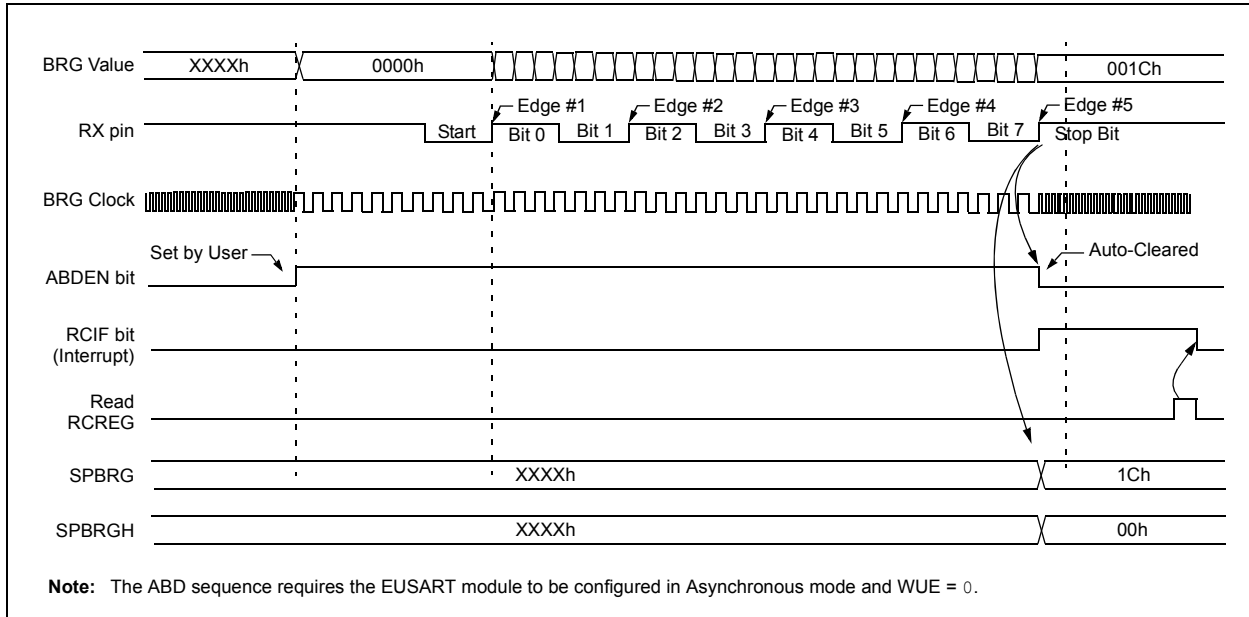 BRG Value XXXXh 0000h 001Ch
Edge #1 Edge #2 Edge #3 Edge #4 Edge #5
RX pin Start Bit 0 Bit 1 Bit 2 Bit 3 Bit 4 Bit 5 Bit 6 Bit 7 Stop Bit
BRG Clock
Set by User Auto-Cleared
ABDEN bit
RCIF bit
(Interrupt)
Read
RCREG
SPBRG XXXXh 1Ch
SPBRGH XXXXh 00h
Note: The ABD sequence requires the EUSART module to be configured in Asynchronous mode and WUE = 0.